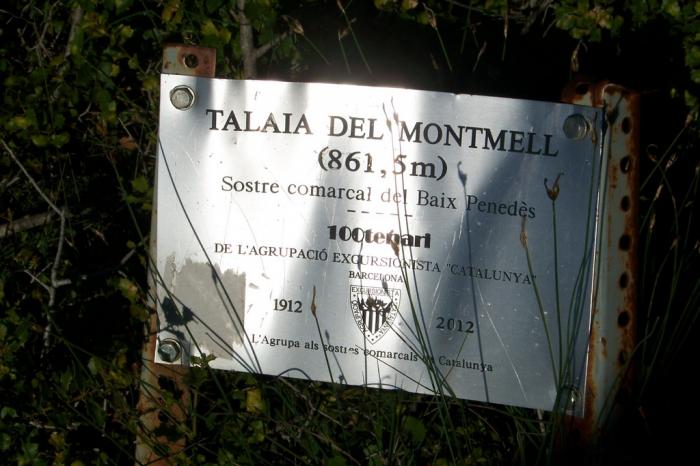 TALAIA DEL MONTMELL
(861,5m)
Sostre comarcal del Baix Penedès
-----
100tenari
DE L'AGRUPACIÓ EXCURSIONISTA "CATALUNYA"
BARCELONA
EXCURSIONISTA
1912 2012
L'Agrupa als sostres comarcals de Catalunya